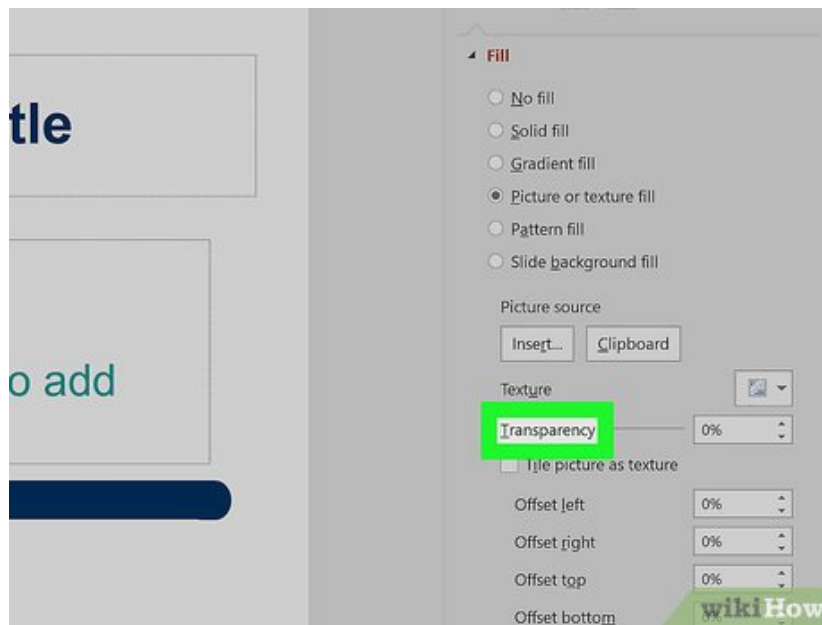 tle
o add
Fill
No fill
Solid fill
Gradient fill
Picture or texture fill
Pattern fill
Slide background fill
Picture source
Insert... Clipboard
Texture
Transparency 0%
Tile picture as texture
Offset left 0%
Offset right 0%
Offset top 0%
Offset bottom
wikiHow